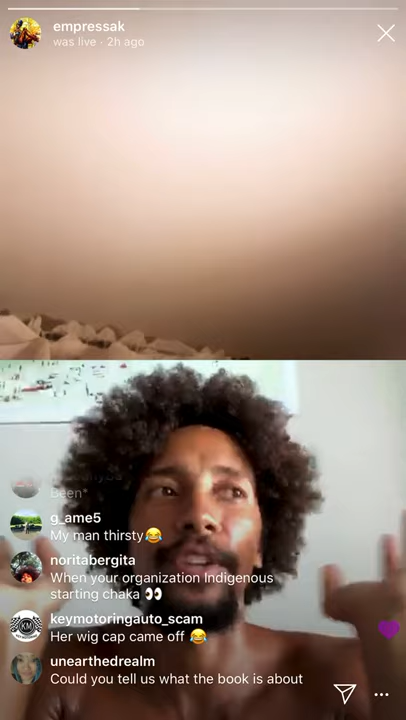 empressak
was live · 2h ago
Been*
g_ame5
My man thirsty😂
noritabergita
When your organization Indigenous
starting chaka 👀
keymotoringauto_scam
Her wig cap came off 😂
KM
unearthedrealm
Could you tell us what the book is about